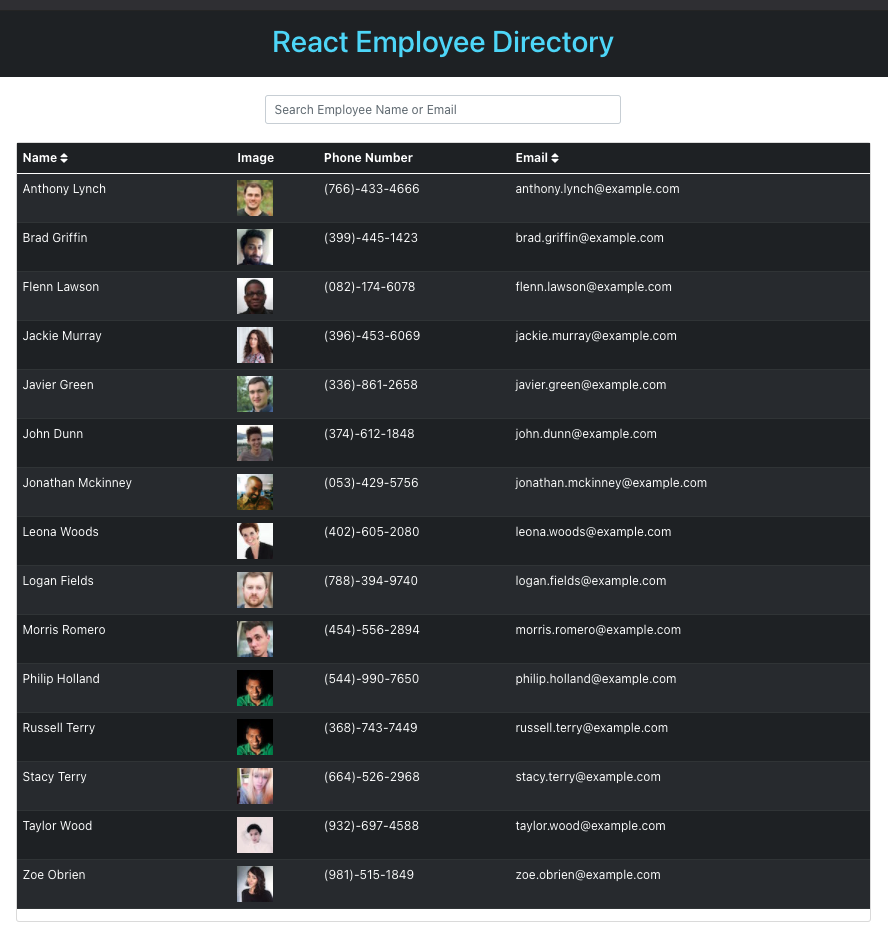 React Employee Directory
Search Employee Name or Email
Name Image Phone Number Email
Anthony Lynch (766)-433-4666 anthony.lynch@example.com
Brad Griffin (399)-445-1423 brad.griffin@example.com
Flenn Lawson (082)-174-6078 flenn.lawson@example.com
Jackie Murray (396)-453-6069 jackie.murray@example.com
Javier Green (336)-861-2658 javier.green@example.com
John Dunn (374)-612-1848 john.dunn@example.com
Jonathan Mckinney (053)-429-5756 jonathan.mckinney@example.com
Leona Woods (402)-605-2080 leona.woods@example.com
Logan Fields (788)-394-9740 logan.fields@example.com
Morris Romero (454)-556-2894 morris.romero@example.com
Philip Holland (544)-990-7650 philip.holland@example.com
Russell Terry (368)-743-7449 russell.terry@example.com
Stacy Terry (664)-526-2968 stacy.terry@example.com
Taylor Wood (932)-697-4588 taylor.wood@example.com
Zoe Obrien (981)-515-1849 zoe.obrien@example.com